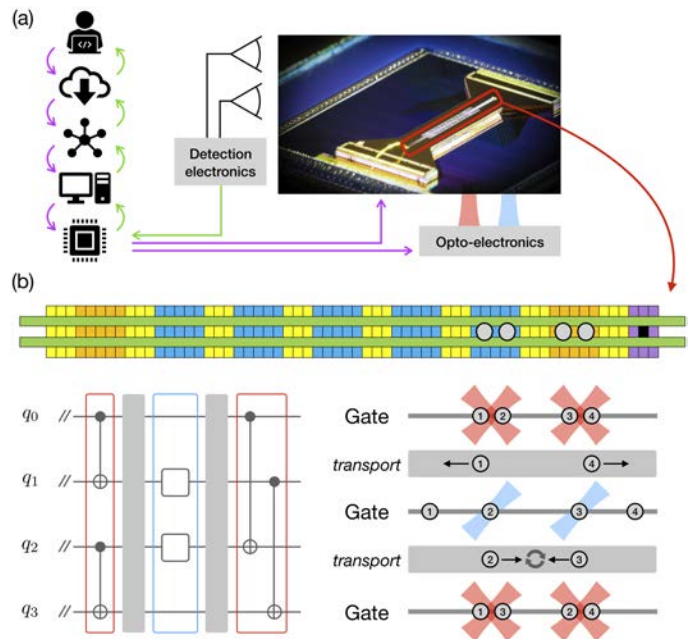 (a)
Detection
electronics
Opto-electronics
(b)
q0 //
q1 //
q2 //
q3 //
Gate 1 2 3 4
transport 1 4
Gate 1 2 3 4
transport 2 3
Gate 1 3 2 4